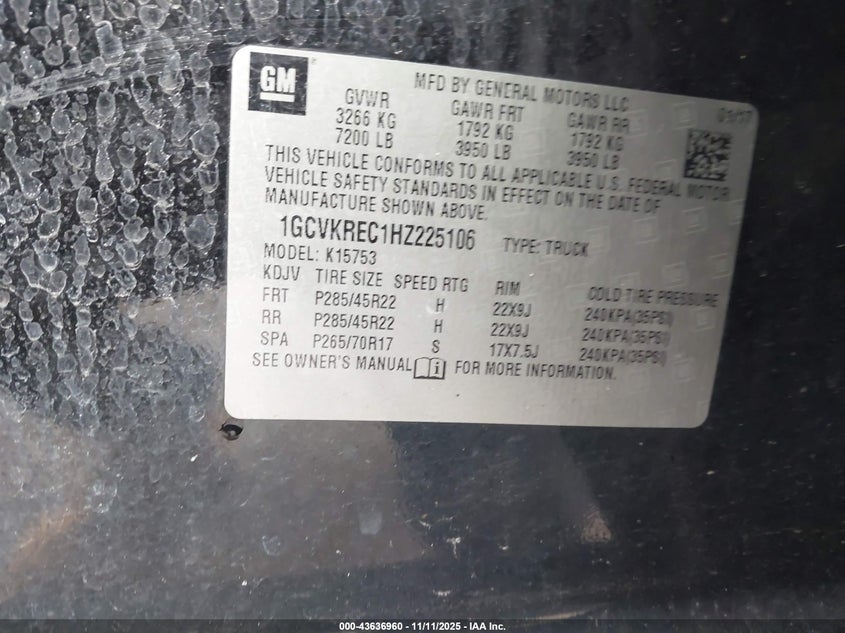 GM
MFD BY GENERAL MOTORS LLC
01/17
GVWR GAWR FRT GAWR RR
3266 KG 1792 KG 1792 KG
7200 LB 3950 LB 3950 LB
THIS VEHICLE CONFORMS TO ALL APPLICABLE U.S. FEDERAL MOTOR
VEHICLE SAFETY STANDARDS IN EFFECT ON THE DATE OF
MANUFACTURE SHOWN ABOVE.
1GCVKREC1HZ225106 TYPE: TRUCK
MODEL: K15753
KDJV TIRE SIZE SPEED RTG RIM COLD TIRE PRESSURE
FRT P285/45R22 H 22X9J 240KPA(35PSI)
RR P285/45R22 H 22X9J 240KPA(35PSI)
SPA P265/70R17 S 17X7.5J 240KPA(35PSI)
SEE OWNER'S MANUAL FOR MORE INFORMATION.
000-43636960 - 11/11/2025 - IAA Inc.